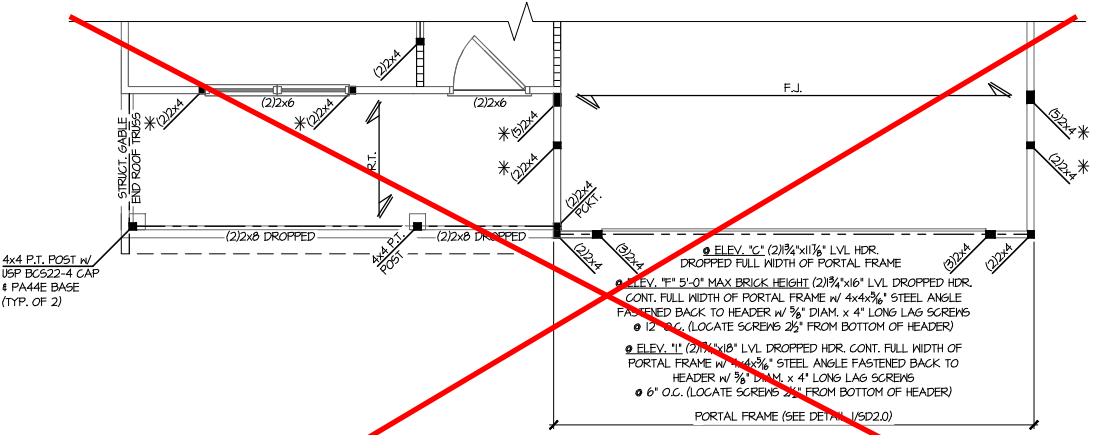 (2)2x4
(2)2x6
(2)2x6
F.J.
(2)2x4
(2)2x4
(5)2x4
(5)2x4
(2)2x4
(2)2x4
STRUCT. GABLE
END ROOF TRUSS
R.T.
(2)2x4
PCKT.
(2)2x8 DROPPED
(2)2x8 DROPPED
4x4 P.T.
POST
(2)2x4
(3)2x4
(3)2x4
(2)2x4
4x4 P.T. POST W/
USP BCS22-4 CAP
& PA44E BASE
(TYP. OF 2)
@ ELEV. "C" (2)1¾"x11⅞" LVL HDR.
DROPPED FULL WIDTH OF PORTAL FRAME
@ ELEV. "F" 5'-0" MAX BRICK HEIGHT (2)1¾"x16" LVL DROPPED HDR.
CONT. FULL WIDTH OF PORTAL FRAME W/ 4x4x5/16" STEEL ANGLE
FASTENED BACK TO HEADER W/ ⅝" DIAM. x 4" LONG LAG SCREWS
@ 12" O.C. (LOCATE SCREWS 2½" FROM BOTTOM OF HEADER)
@ ELEV. "I" (2)1¾"x18" LVL DROPPED HDR. CONT. FULL WIDTH OF
PORTAL FRAME W/ 4x4x5/16" STEEL ANGLE FASTENED BACK TO
HEADER W/ ⅝" DIAM. x 4" LONG LAG SCREWS
@ 6" O.C. (LOCATE SCREWS 2½" FROM BOTTOM OF HEADER)
PORTAL FRAME (SEE DETAIL 1/SD2.0)